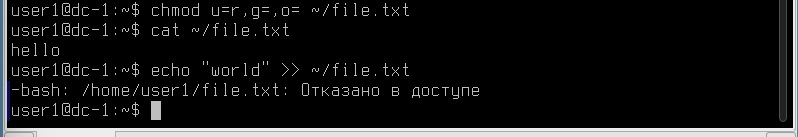 user1@dc-1:~$ chmod u=r,g=,o= ~/file.txt
user1@dc-1:~$ cat ~/file.txt
hello
user1@dc-1:~$ echo "world" >> ~/file.txt
-bash: /home/user1/file.txt: Отказано в доступе
user1@dc-1:~$